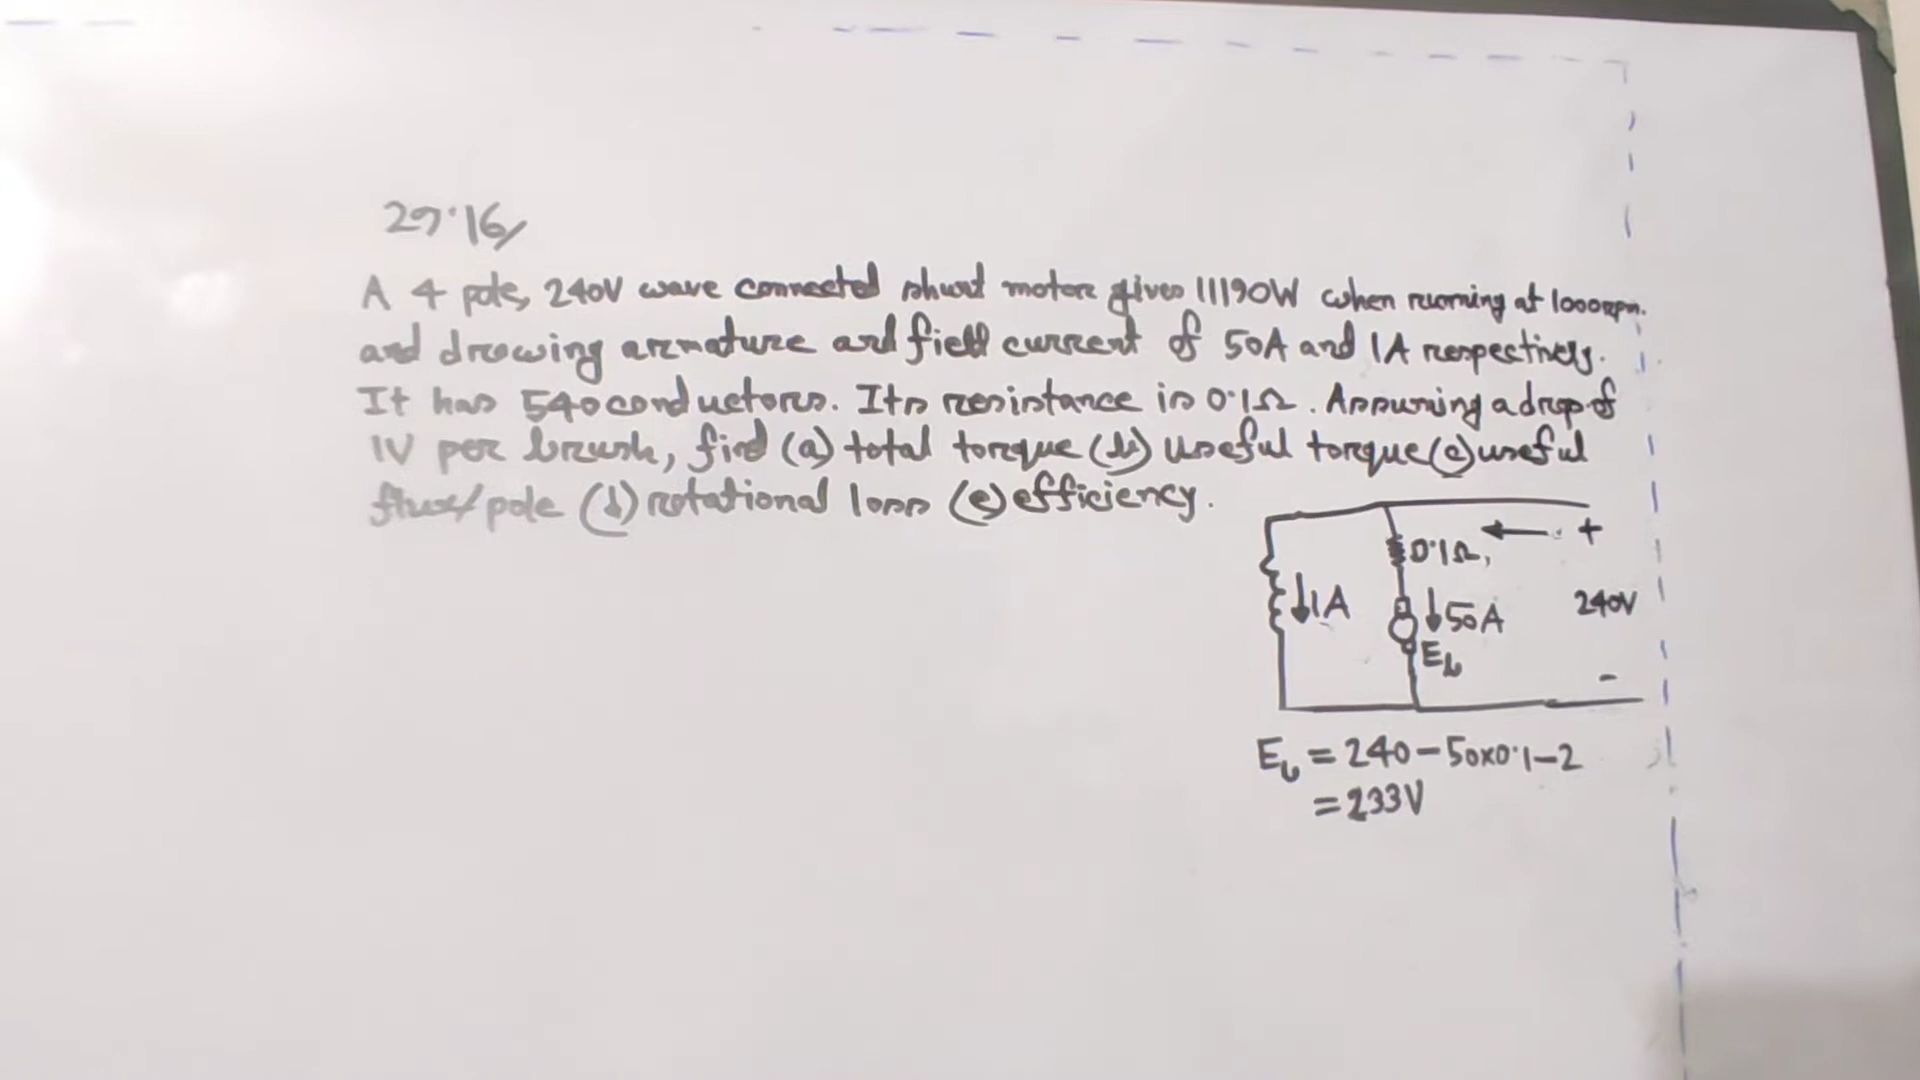 29.16/
A 4 pole, 240V wave connected shunt motor gives 11190W when running at 1000rpm.
and drawing armature and field current of 50A and 1A respectively.
It has 540 conductors. Its resistance is 0.1Ω. Assuming a drop of
1V per brush, find (a) total torque (b) useful torque (c) useful
flux/pole (d) rotational loss (e) efficiency.
+
0.1Ω,
1A
50A
240V
Eb
-
Eb = 240-50x0.1-2
= 233V